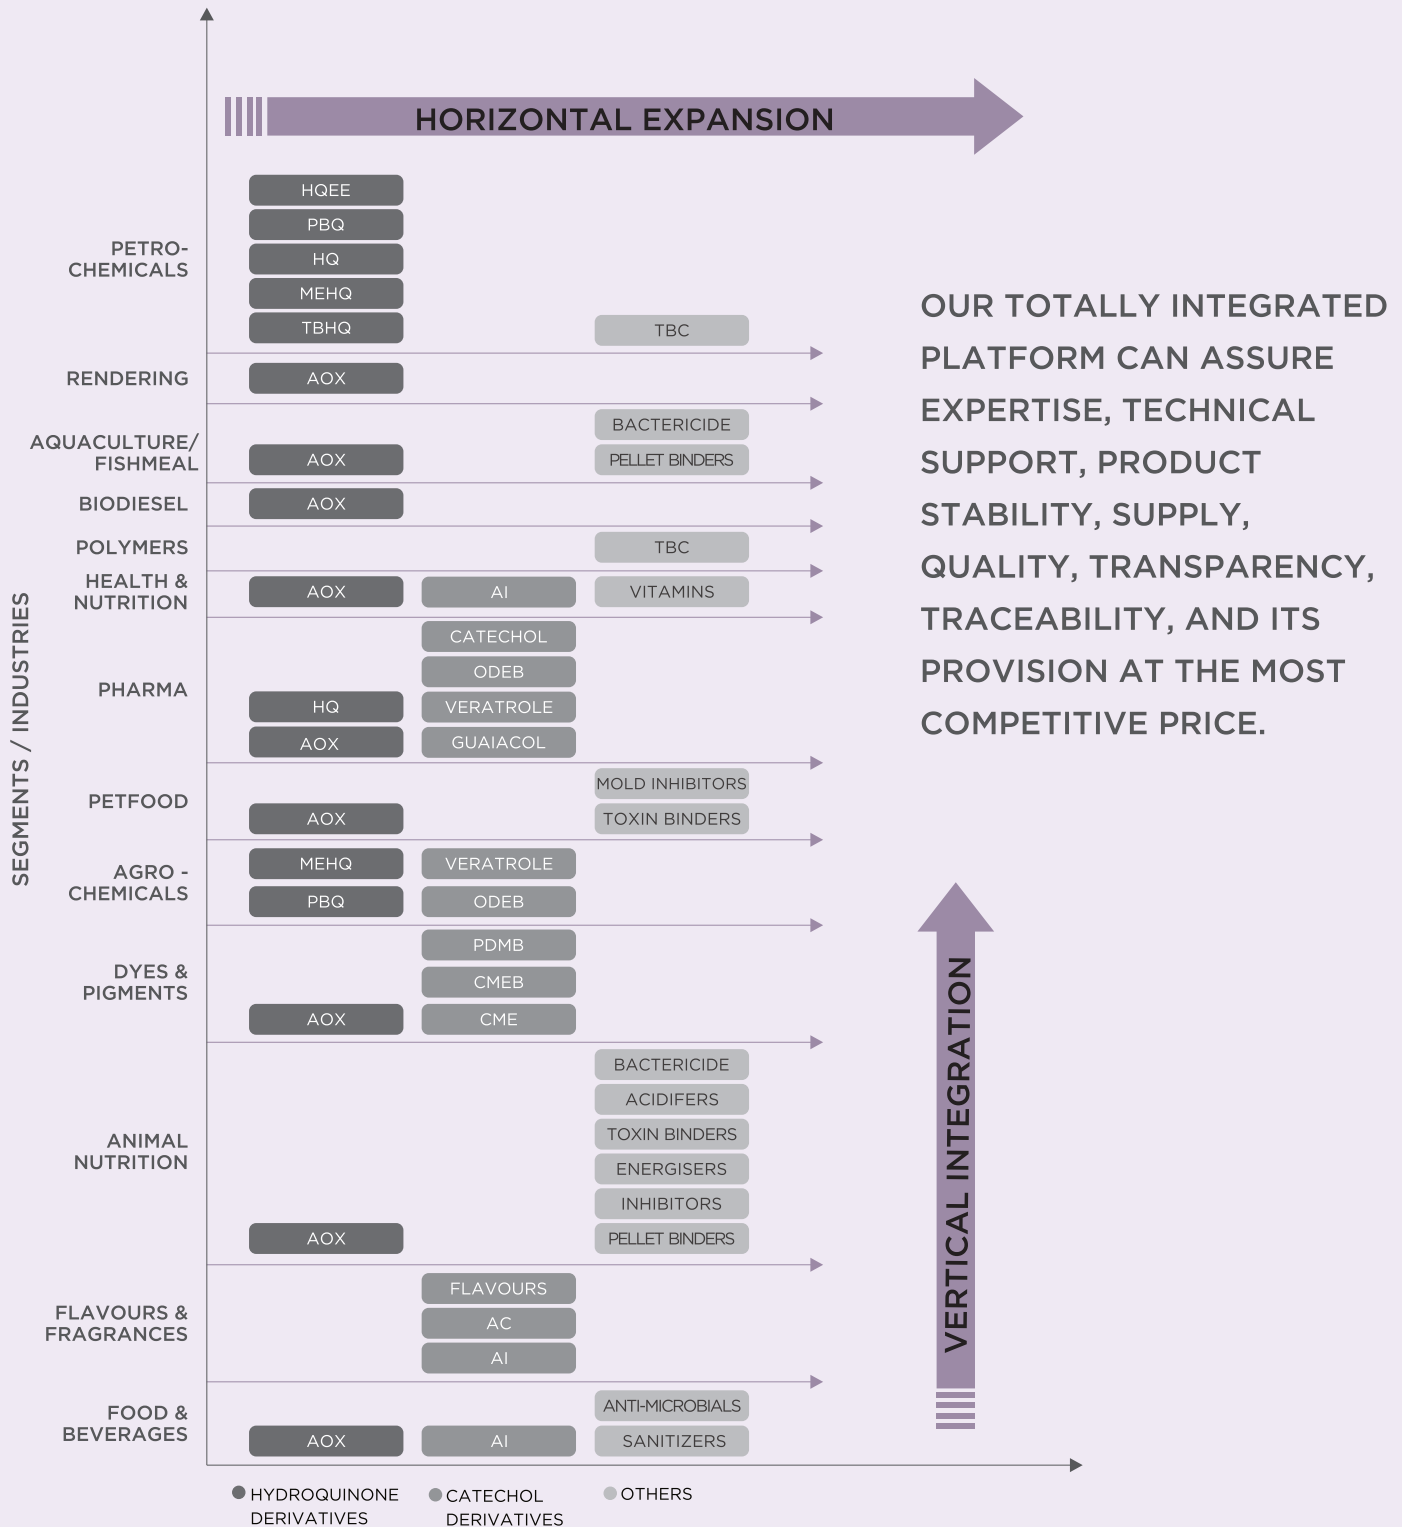 HORIZONTAL EXPANSION
HQEE
PBQ
PETRO-
CHEMICALS
HQ
MEHQ
TBHQ
TBC
RENDERING
AOX
AQUACULTURE/
FISHMEAL
BACTERICIDE
AOX
PELLET BINDERS
BIODIESEL
AOX
POLYMERS
TBC
HEALTH &
NUTRITION
AOX
AI
VITAMINS
PHARMA
CATECHOL
ODEB
HQ
VERATROLE
AOX
GUAIACOL
PETFOOD
MOLD INHIBITORS
AOX
TOXIN BINDERS
AGRO -
CHEMICALS
MEHQ
VERATROLE
PBQ
ODEB
DYES &
PIGMENTS
PDMB
CMEB
AOX
CME
ANIMAL
NUTRITION
BACTERICIDE
ACIDIFERS
TOXIN BINDERS
ENERGISERS
INHIBITORS
AOX
PELLET BINDERS
FLAVOURS &
FRAGRANCES
FLAVOURS
AC
AI
FOOD &
BEVERAGES
ANTI-MICROBIALS
AOX
AI
SANITIZERS
SEGMENTS / INDUSTRIES
HYDROQUINONE
DERIVATIVES
CATECHOL
DERIVATIVES
OTHERS
OUR TOTALLY INTEGRATED
PLATFORM CAN ASSURE
EXPERTISE, TECHNICAL
SUPPORT, PRODUCT
STABILITY, SUPPLY,
QUALITY, TRANSPARENCY,
TRACEABILITY, AND ITS
PROVISION AT THE MOST
COMPETITIVE PRICE.
VERTICAL INTEGRATION